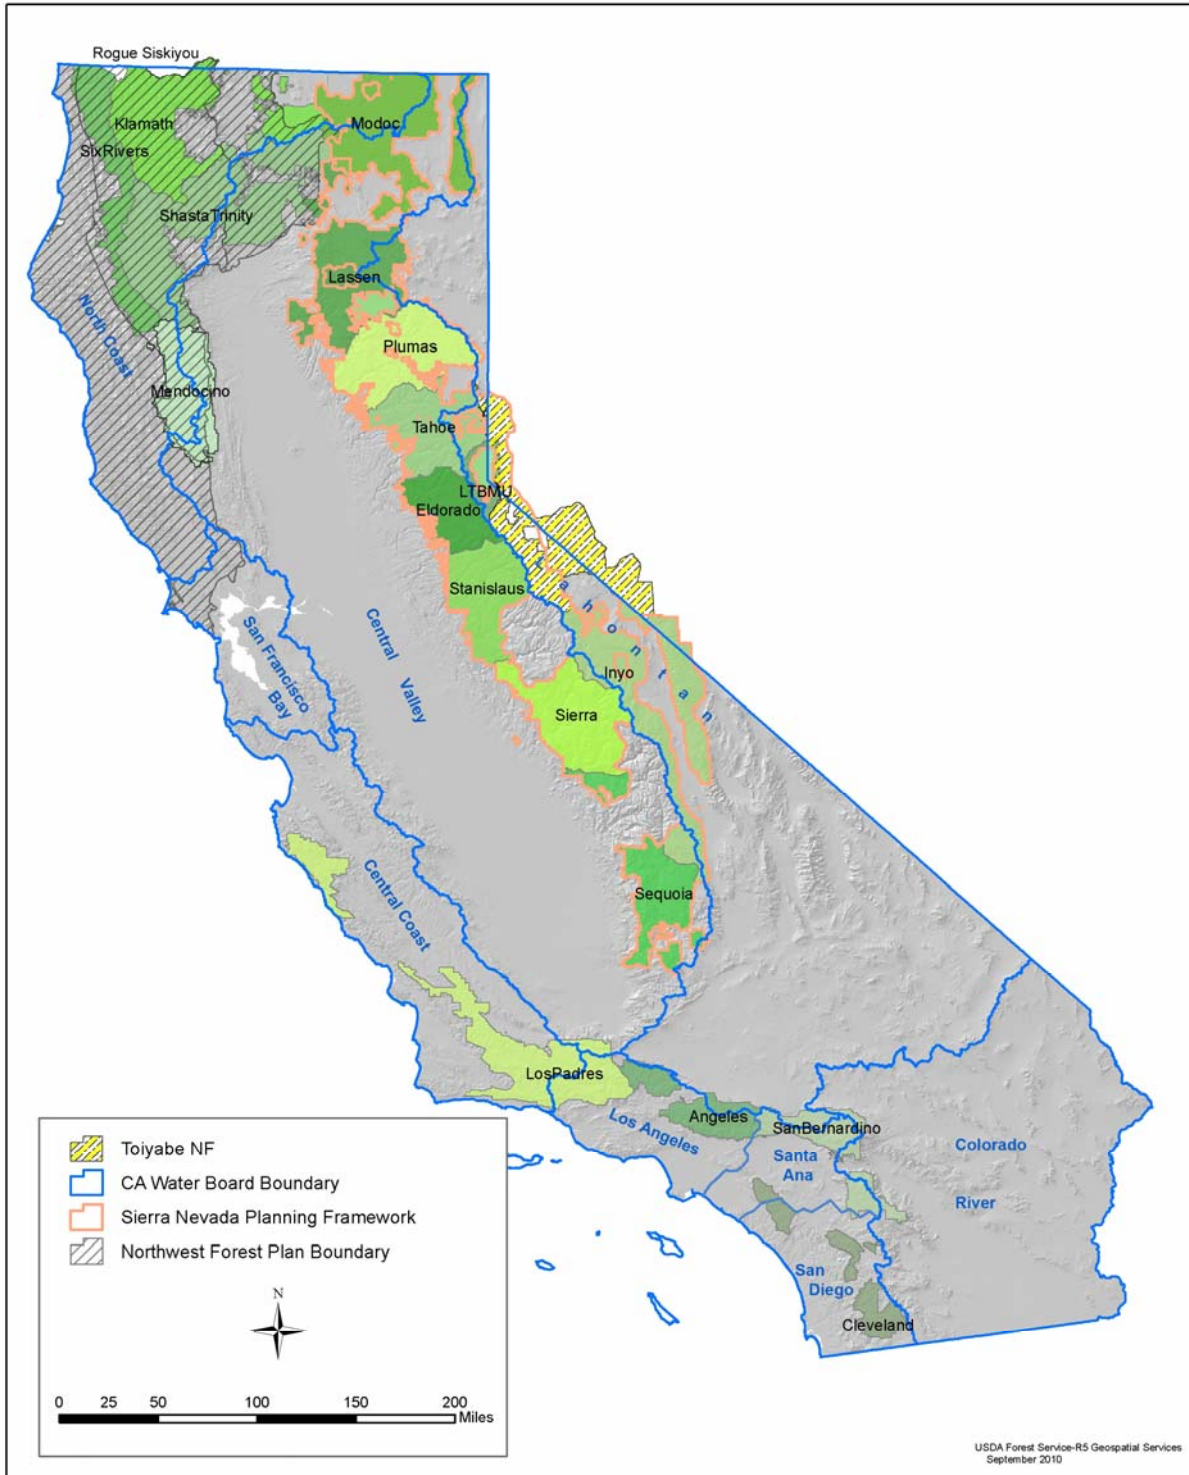 Rogue Siskiyou
Klamath
SixRivers
Modoc
ShastaTrinity
Lassen
North Coast
Plumas
Mendocino
Tahoe
LTBMU
Eldorado
Stanislaus
Lahontan
Central Valley
San Francisco
Bay
Inyo
Sierra
Central Coast
Sequoia
LosPadres
Angeles
Los Angeles
SanBernardino
Santa
Ana
Colorado
River
San
Diego
Cleveland
Toiyabe NF
CA Water Board Boundary
Sierra Nevada Planning Framework
Northwest Forest Plan Boundary
N
0 25 50 100 150 200
Miles
USDA Forest Service-R5 Geospatial Services
September 2010